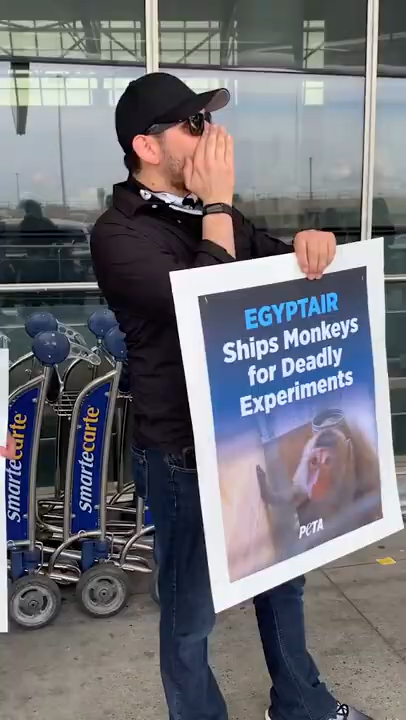 EGYPTAIR
Ships Monkeys
for Deadly
Experiments
PeTA
smartecarte
smartecarte